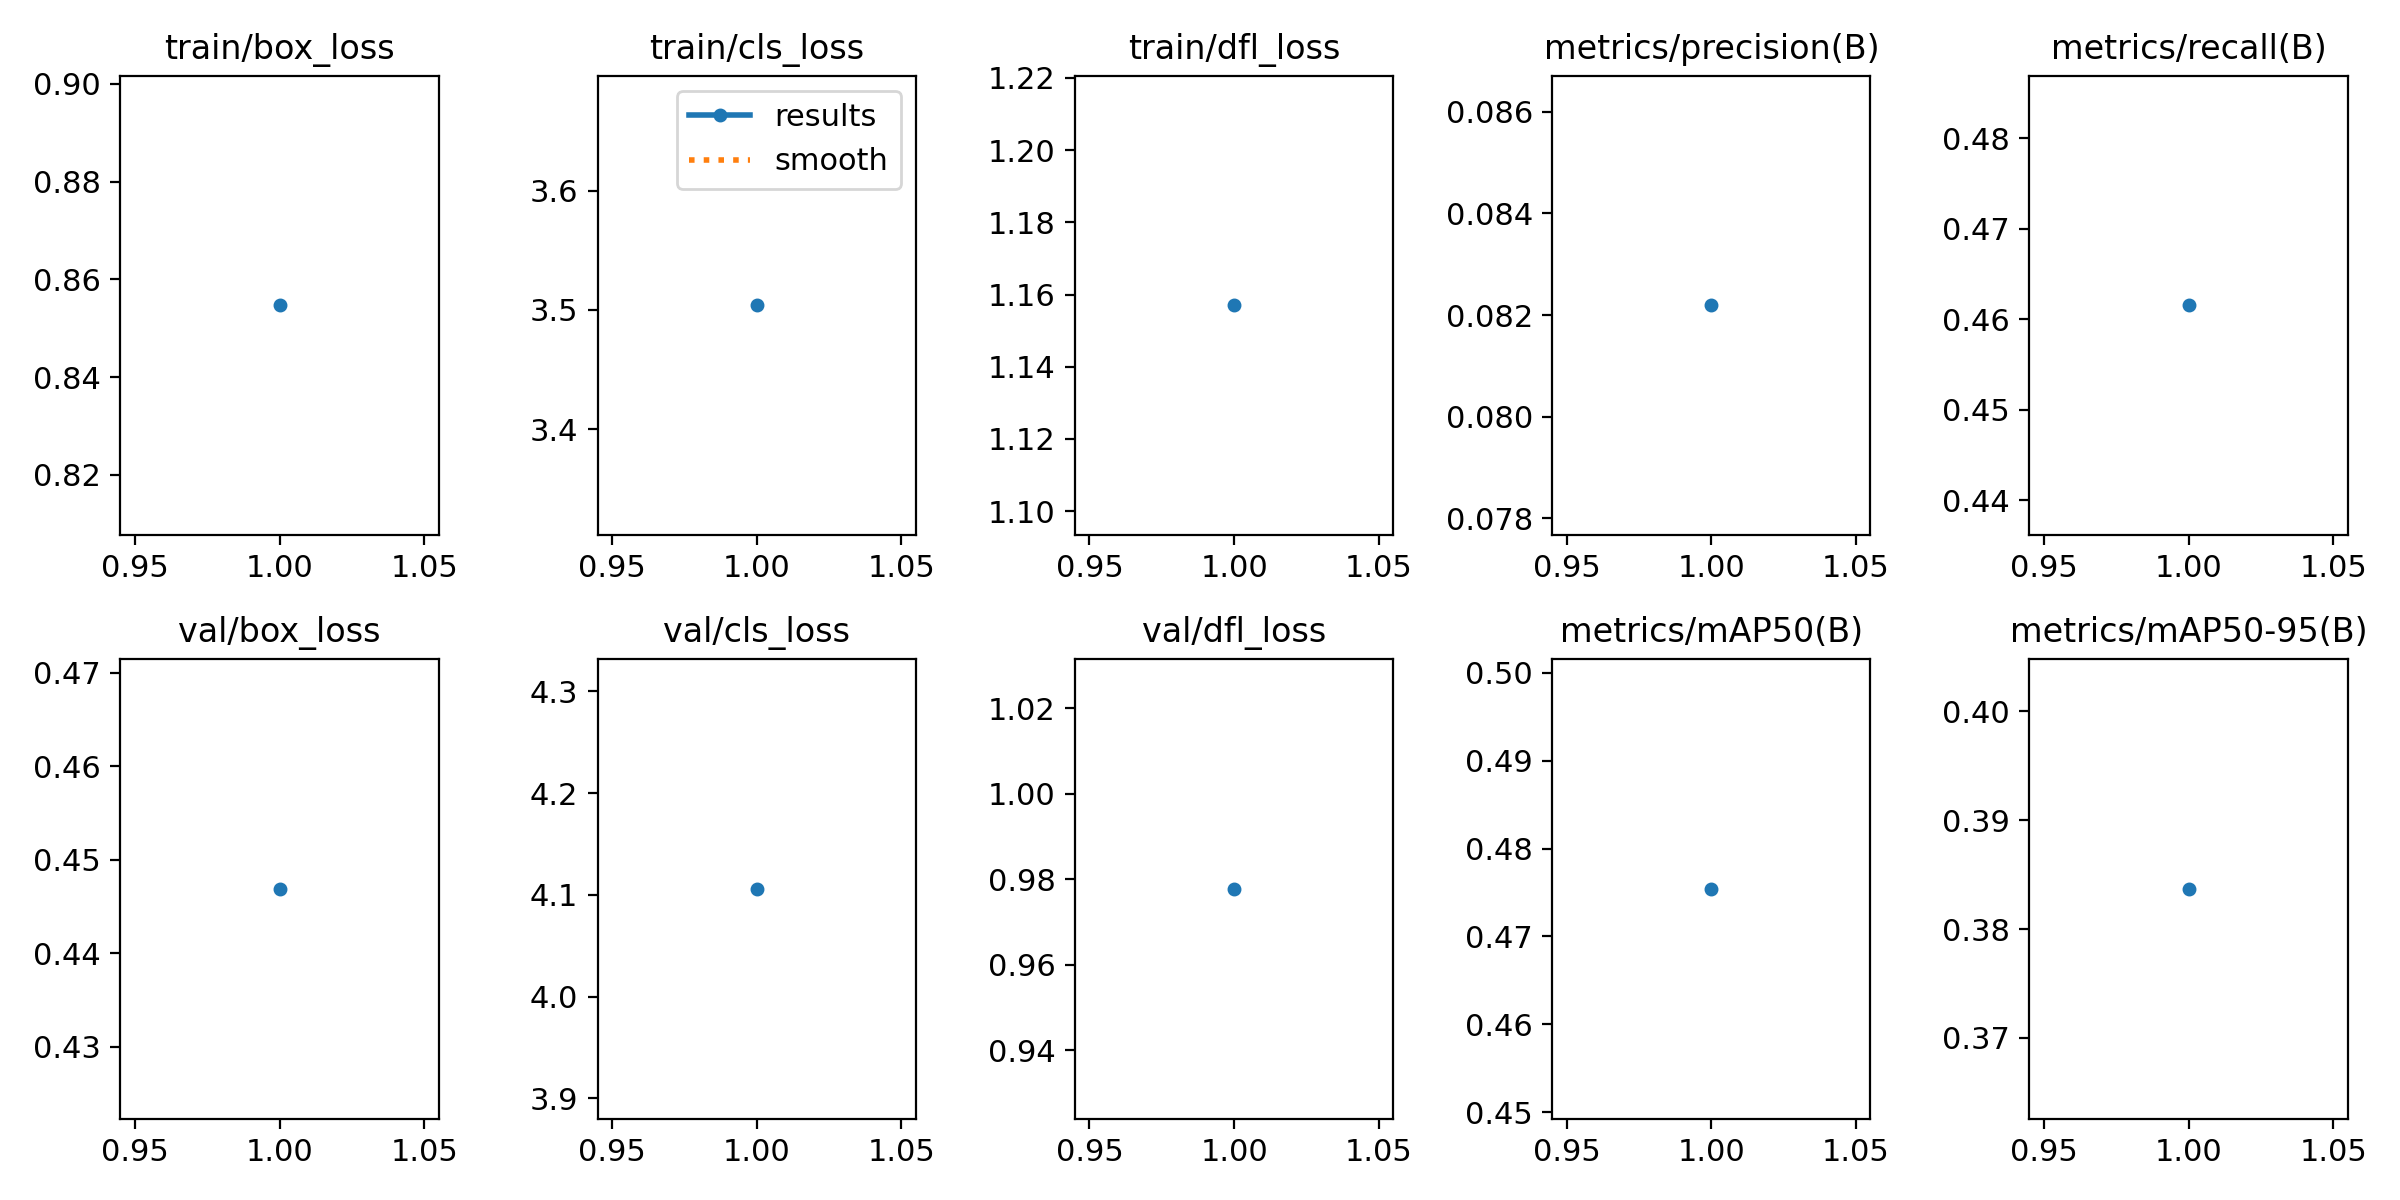 train/box_loss
0.90
0.88
0.86
0.84
0.82
0.95 1.00 1.05
train/cls_loss
results
smooth
3.6
3.5
3.4
0.95 1.00 1.05
train/dfl_loss
1.22
1.20
1.18
1.16
1.14
1.12
1.10
0.95 1.00 1.05
metrics/precision(B)
0.086
0.084
0.082
0.080
0.078
0.95 1.00 1.05
metrics/recall(B)
0.48
0.47
0.46
0.45
0.44
0.95 1.00 1.05
val/box_loss
0.47
0.46
0.45
0.44
0.43
0.95 1.00 1.05
val/cls_loss
4.3
4.2
4.1
4.0
3.9
0.95 1.00 1.05
val/dfl_loss
1.02
1.00
0.98
0.96
0.94
0.95 1.00 1.05
metrics/mAP50(B)
0.50
0.49
0.48
0.47
0.46
0.45
0.95 1.00 1.05
metrics/mAP50-95(B)
0.40
0.39
0.38
0.37
0.95 1.00 1.05